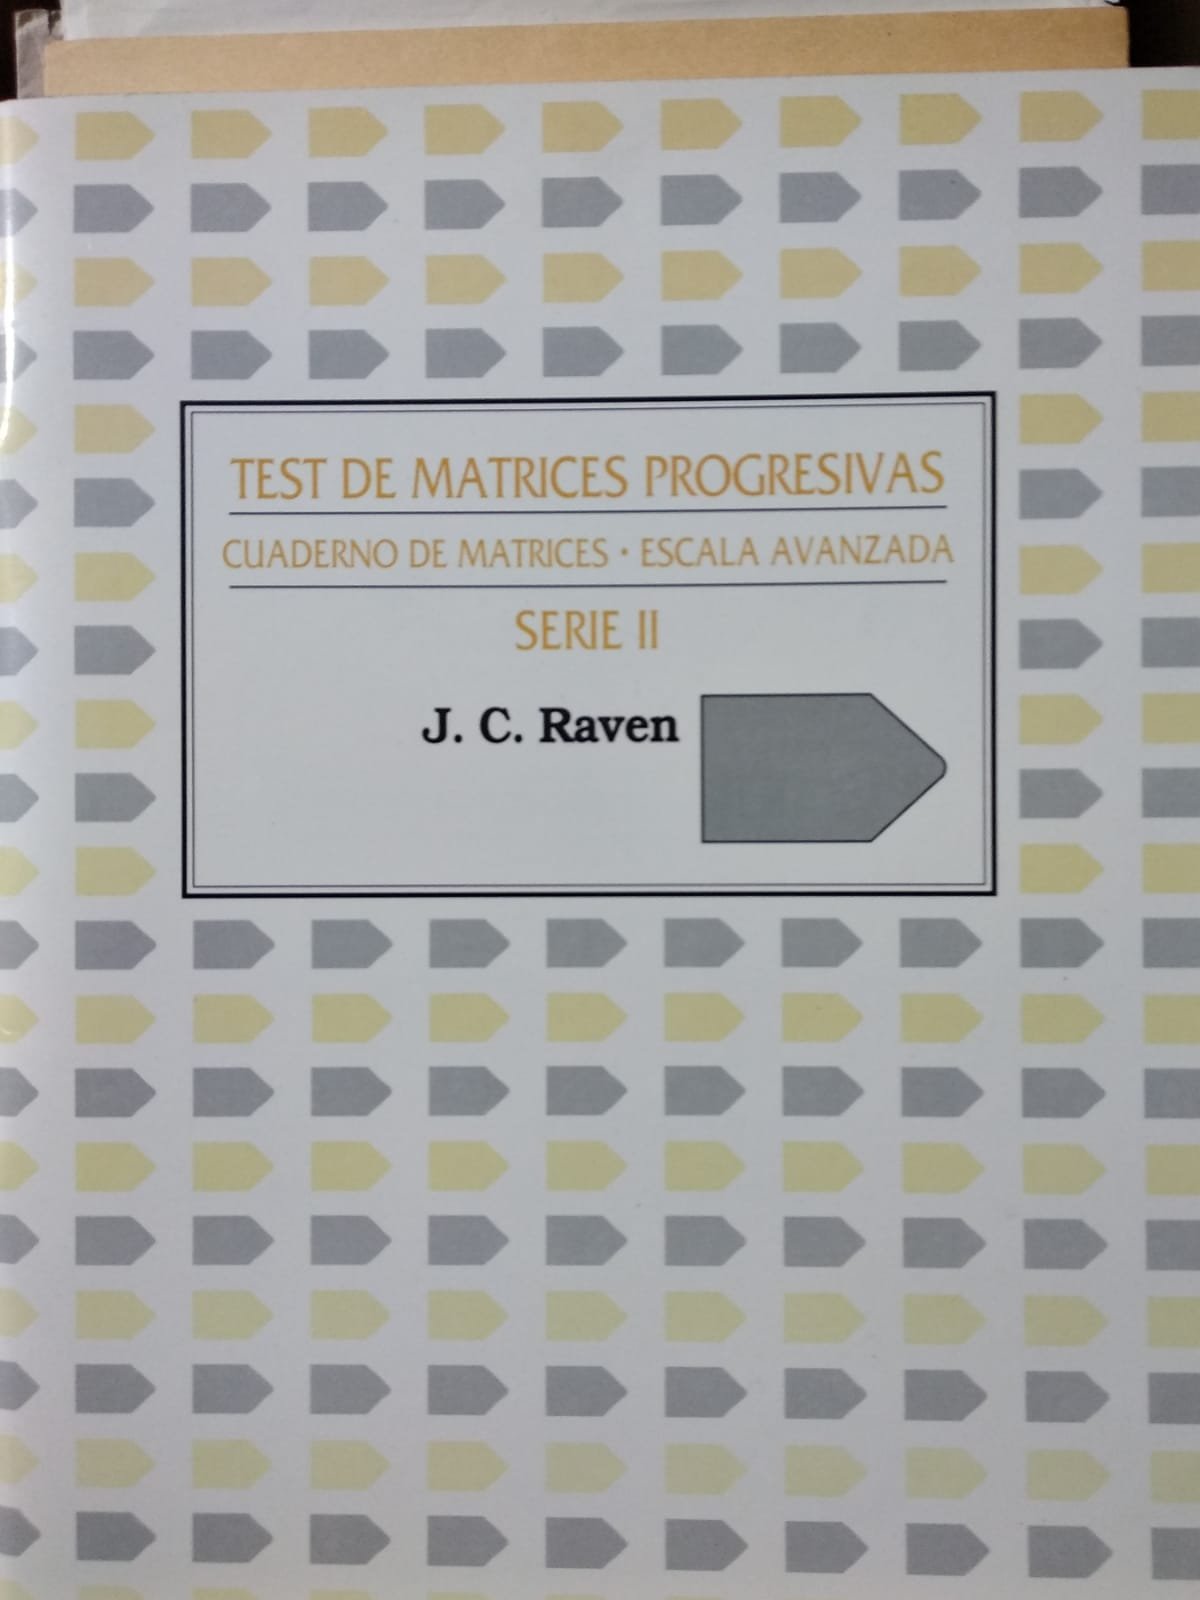 TEST DE MATRICES PROGRESIVAS
CUADERNO DE MATRICES • ESCALA AVANZADA
SERIE II
J. C. Raven